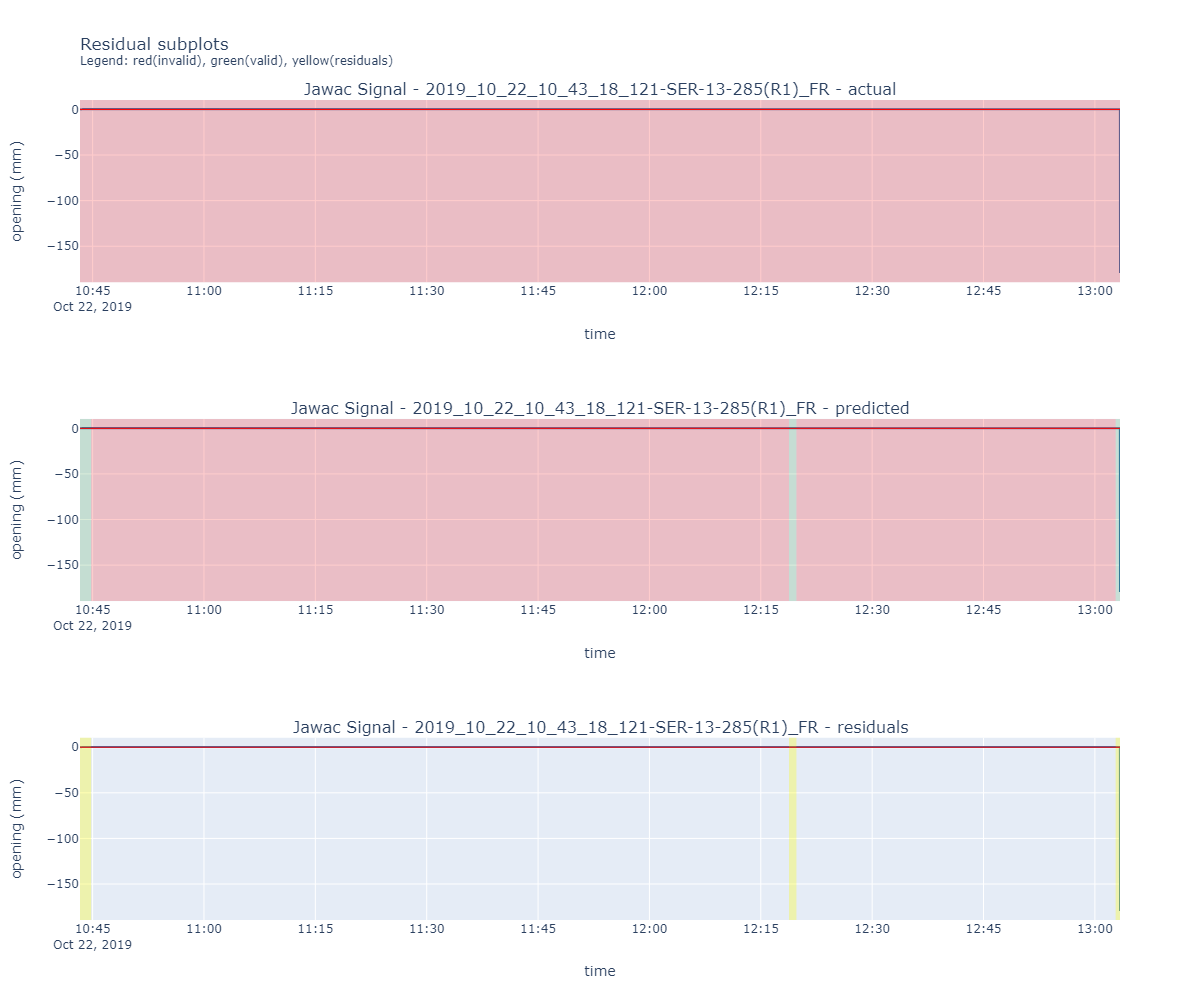 Residual subplots
Legend: red(invalid), green(valid), yellow(residuals)
Jawac Signal - 2019_10_22_10_43_18_121-SER-13-285(R1)_FR - actual
0
−50
−100
−150
opening (mm)
10:45 11:00 11:15 11:30 11:45 12:00 12:15 12:30 12:45 13:00
Oct 22, 2019
time
Jawac Signal - 2019_10_22_10_43_18_121-SER-13-285(R1)_FR - predicted
0
−50
−100
−150
opening (mm)
10:45 11:00 11:15 11:30 11:45 12:00 12:15 12:30 12:45 13:00
Oct 22, 2019
time
Jawac Signal - 2019_10_22_10_43_18_121-SER-13-285(R1)_FR - residuals
0
−50
−100
−150
opening (mm)
10:45 11:00 11:15 11:30 11:45 12:00 12:15 12:30 12:45 13:00
Oct 22, 2019
time